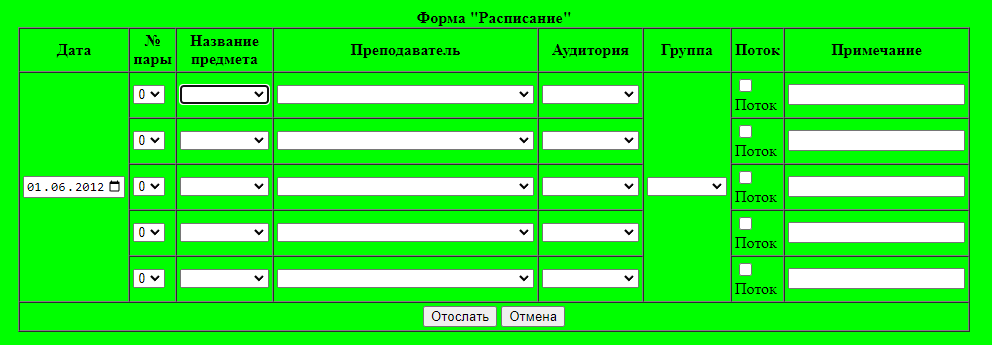 Форма "Расписание"
Дата
№
пары
Название
предмета
Преподаватель
Аудитория
Группа
Поток
Примечание
0
Поток
0
Поток
01.06.2012
0
Поток
0
Поток
0
Поток
Отослать
Отмена